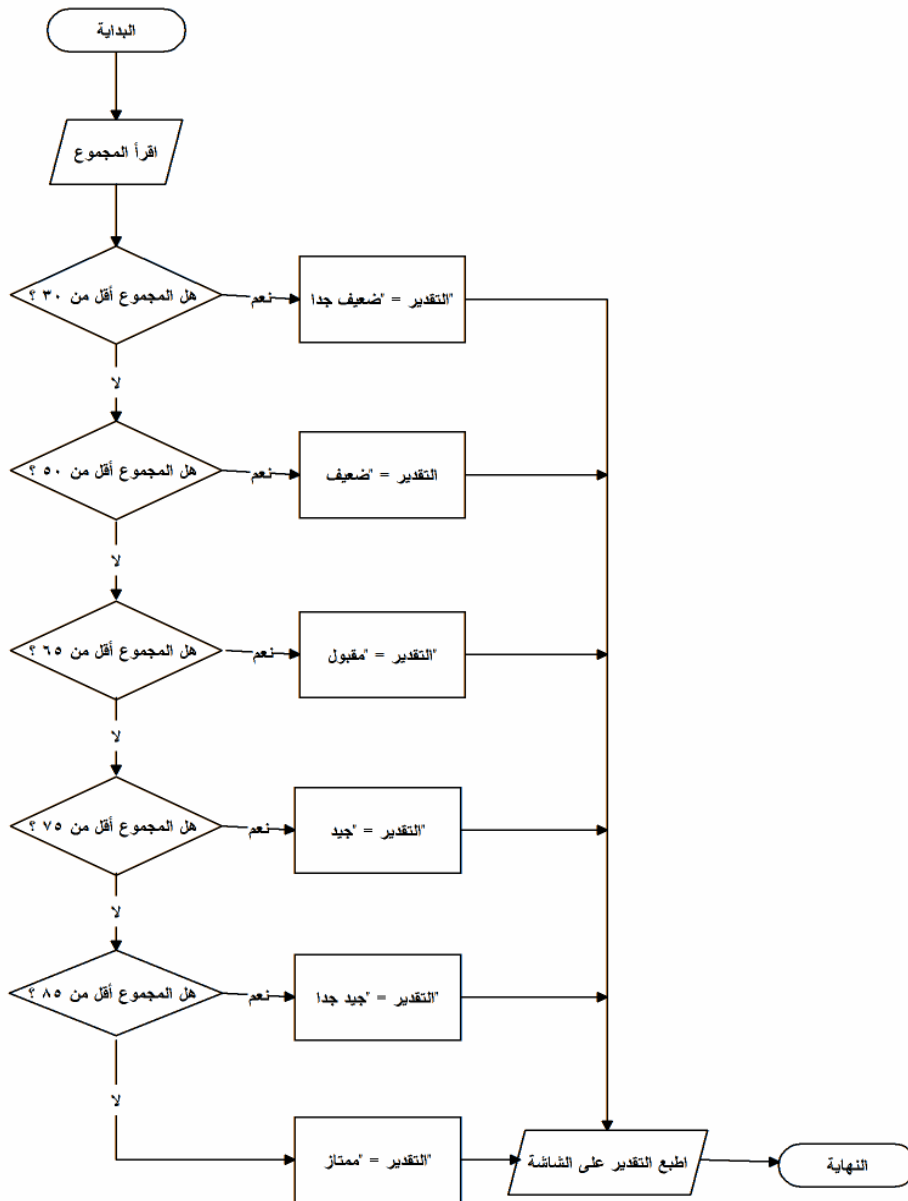 البداية
اقرأ المجموع
هل المجموع أقل من ٣٠ ؟
نعم
"التقدير = "ضعيف جدا
لا
هل المجموع أقل من ٥٠ ؟
نعم
التقدير = "ضعيف
لا
هل المجموع أقل من ٦٥ ؟
نعم
"التقدير = "مقبول
لا
هل المجموع أقل من ٧٥ ؟
نعم
"التقدير = "جيد
لا
هل المجموع أقل من ٨٥ ؟
نعم
"التقدير = "جيد جدا
لا
"التقدير = "ممتاز
اطبع التقدير على الشاشة
النهاية